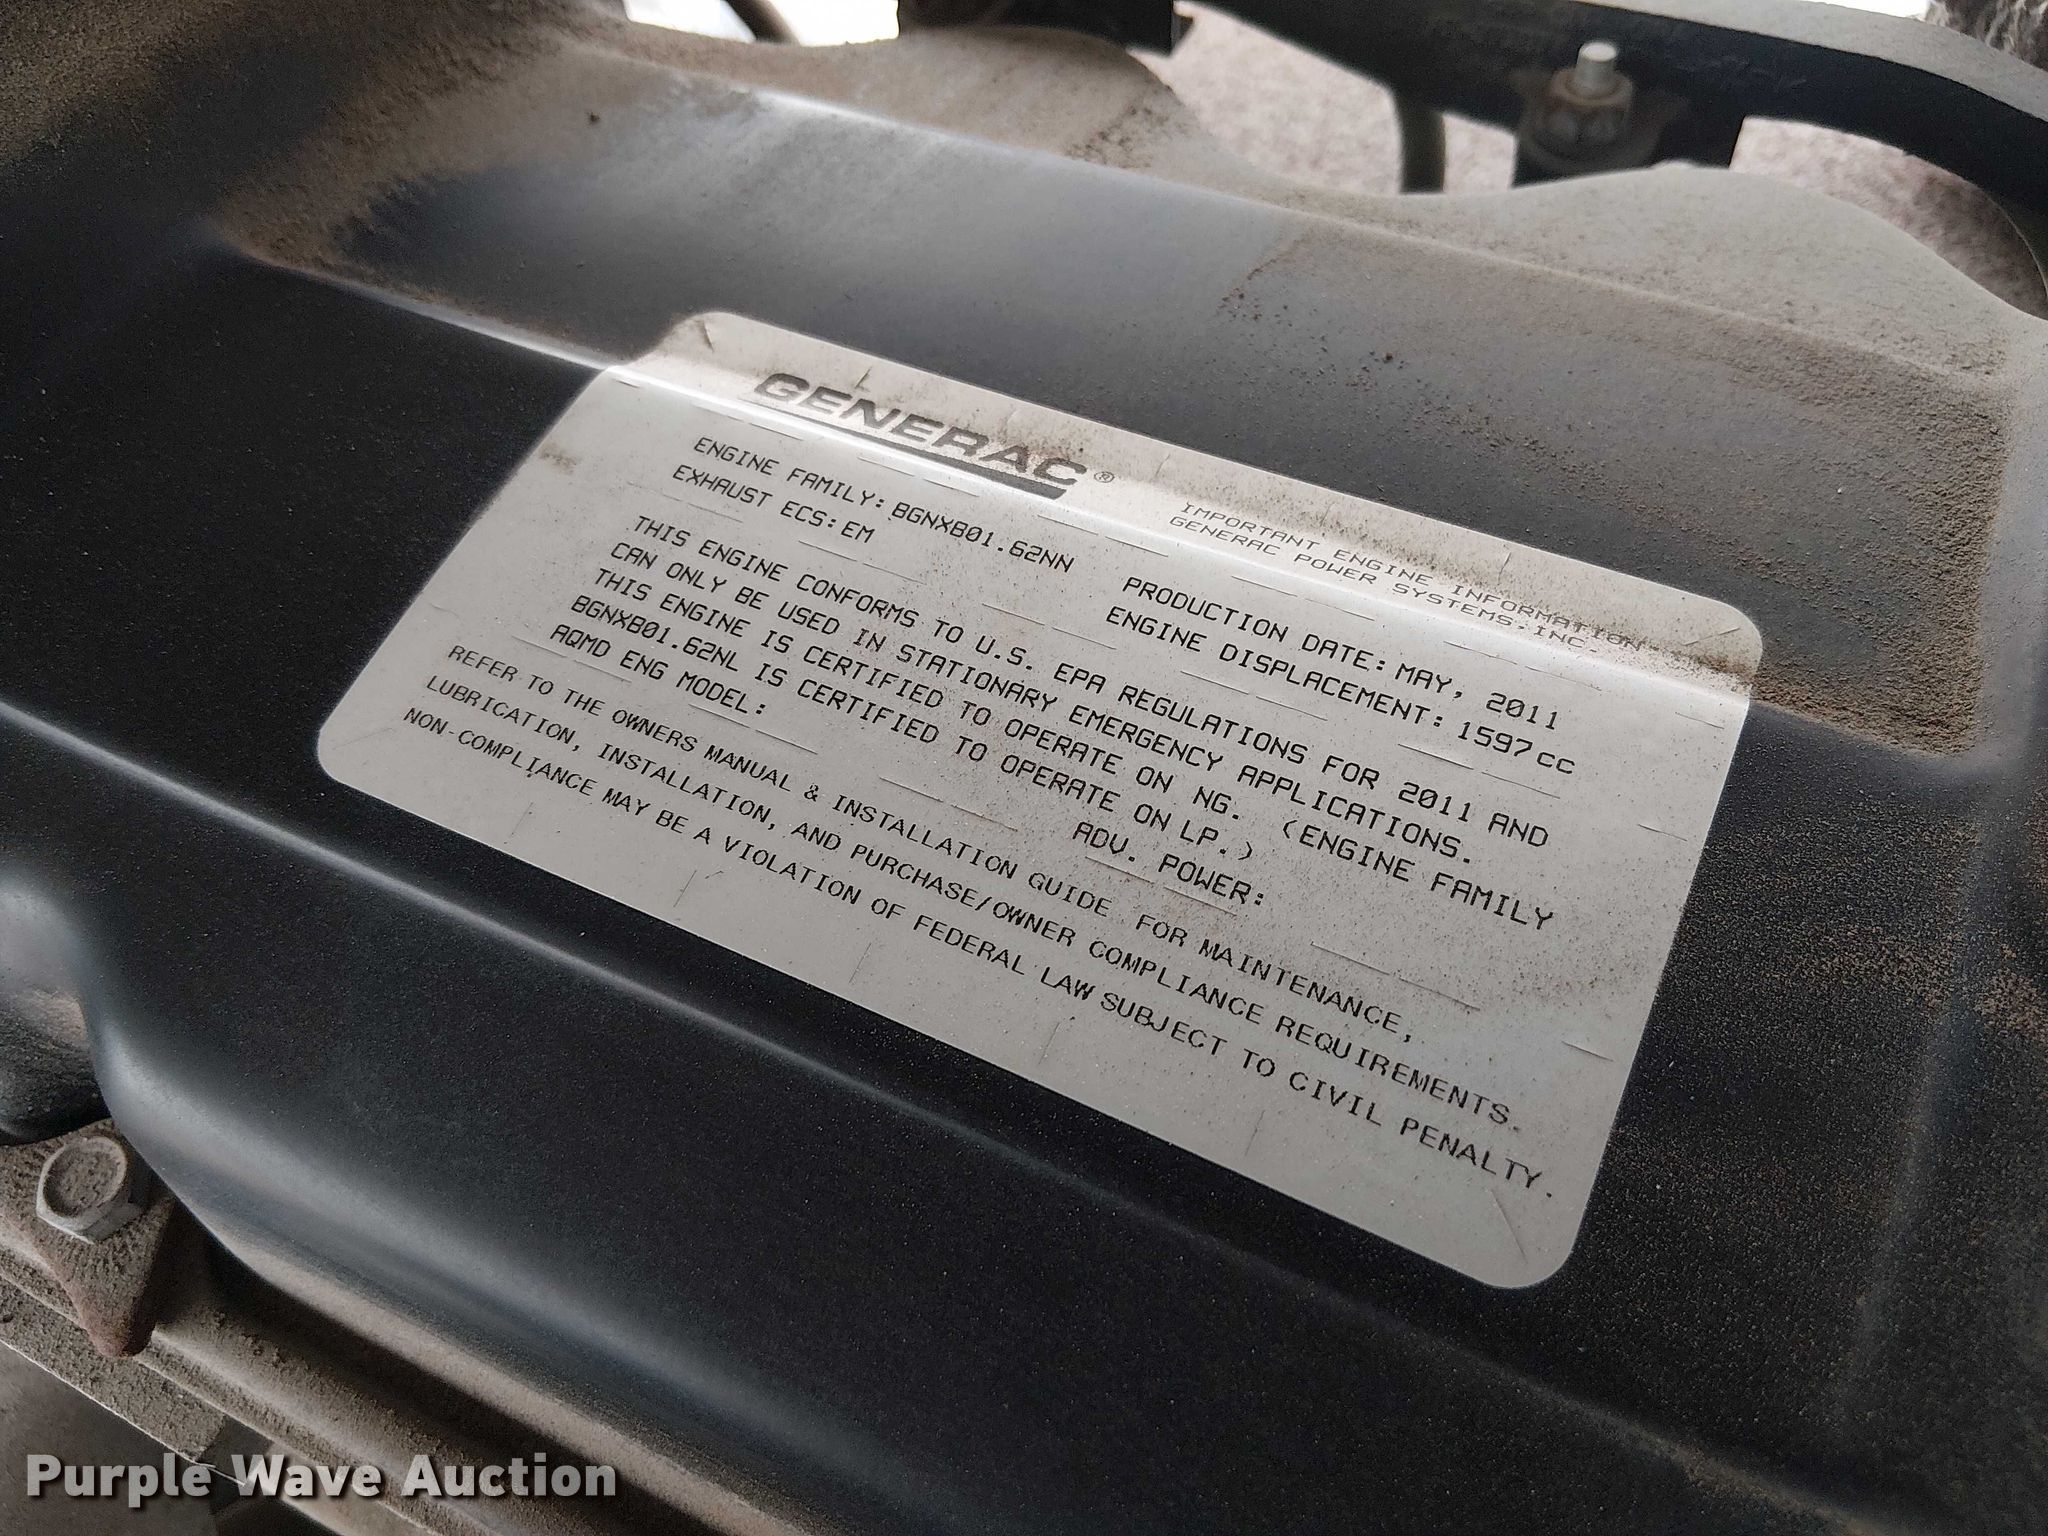 GENERAC®
IMPORTANT ENGINE INFORMATION
GENERAC POWER SYSTEMS, INC.
ENGINE FAMILY: BGNXB01.62NN
PRODUCTION DATE: MAY, 2011
EXHAUST ECS: EM
ENGINE DISPLACEMENT: 1597cc
THIS ENGINE CONFORMS TO U.S. EPA REGULATIONS FOR 2011 AND
CAN ONLY BE USED IN STATIONARY EMERGENCY APPLICATIONS.
THIS ENGINE IS CERTIFIED TO OPERATE ON NG. (ENGINE FAMILY
BGNXB01.62NL IS CERTIFIED TO OPERATE ON LP.)
AQMD ENG MODEL: ADV. POWER:
REFER TO THE OWNERS MANUAL & INSTALLATION GUIDE FOR MAINTENANCE,
LUBRICATION, INSTALLATION, AND PURCHASE/OWNER COMPLIANCE REQUIREMENTS.
NON-COMPLIANCE MAY BE A VIOLATION OF FEDERAL LAW SUBJECT TO CIVIL PENALTY.
Purple Wave Auction